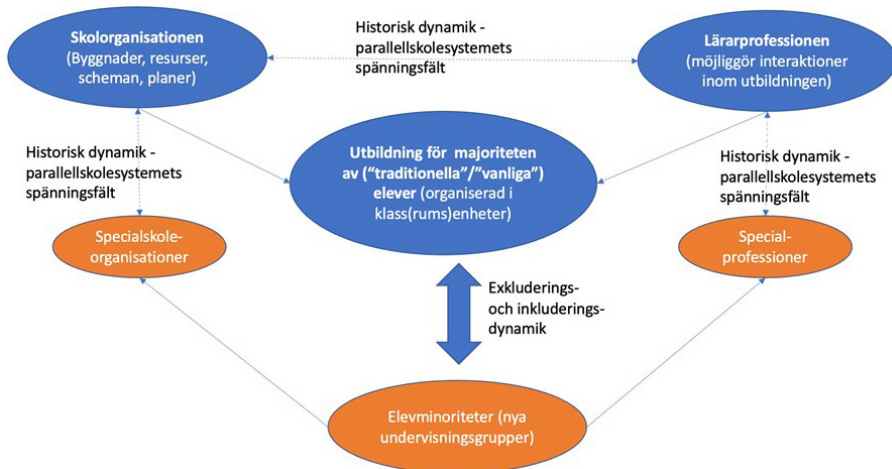 Skolorganisationen
(Byggnader, resurser,
scheman, planer)
Historisk dynamik -
parallellskolesystemets
spänningsfält
Lärarprofessionen
(möjliggör interaktioner
inom utbildningen)
Historisk dynamik -
parallellskolesystemets
spänningsfält
Utbildning för majoriteten
av (“traditionella”/”vanliga”)
elever (organiserad i
klass(rums)enheter)
Historisk dynamik -
parallellskolesystemets
spänningsfält
Specialskole-
organisationer
Special-
professioner
Exkluderings-
och inkluderings-
dynamik
Elevminoriteter (nya
undervisningsgrupper)